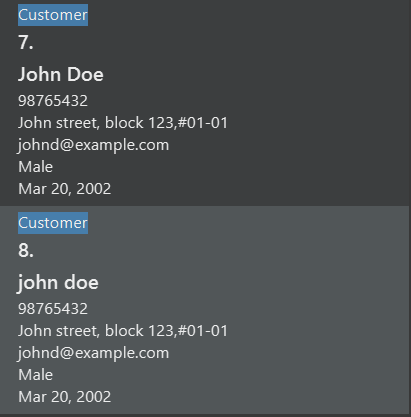 Customer
7.
John Doe
98765432
John street, block 123,#01-01
johnd@example.com
Male
Mar 20, 2002
Customer
8.
john doe
98765432
John street, block 123,#01-01
johnd@example.com
Male
Mar 20, 2002